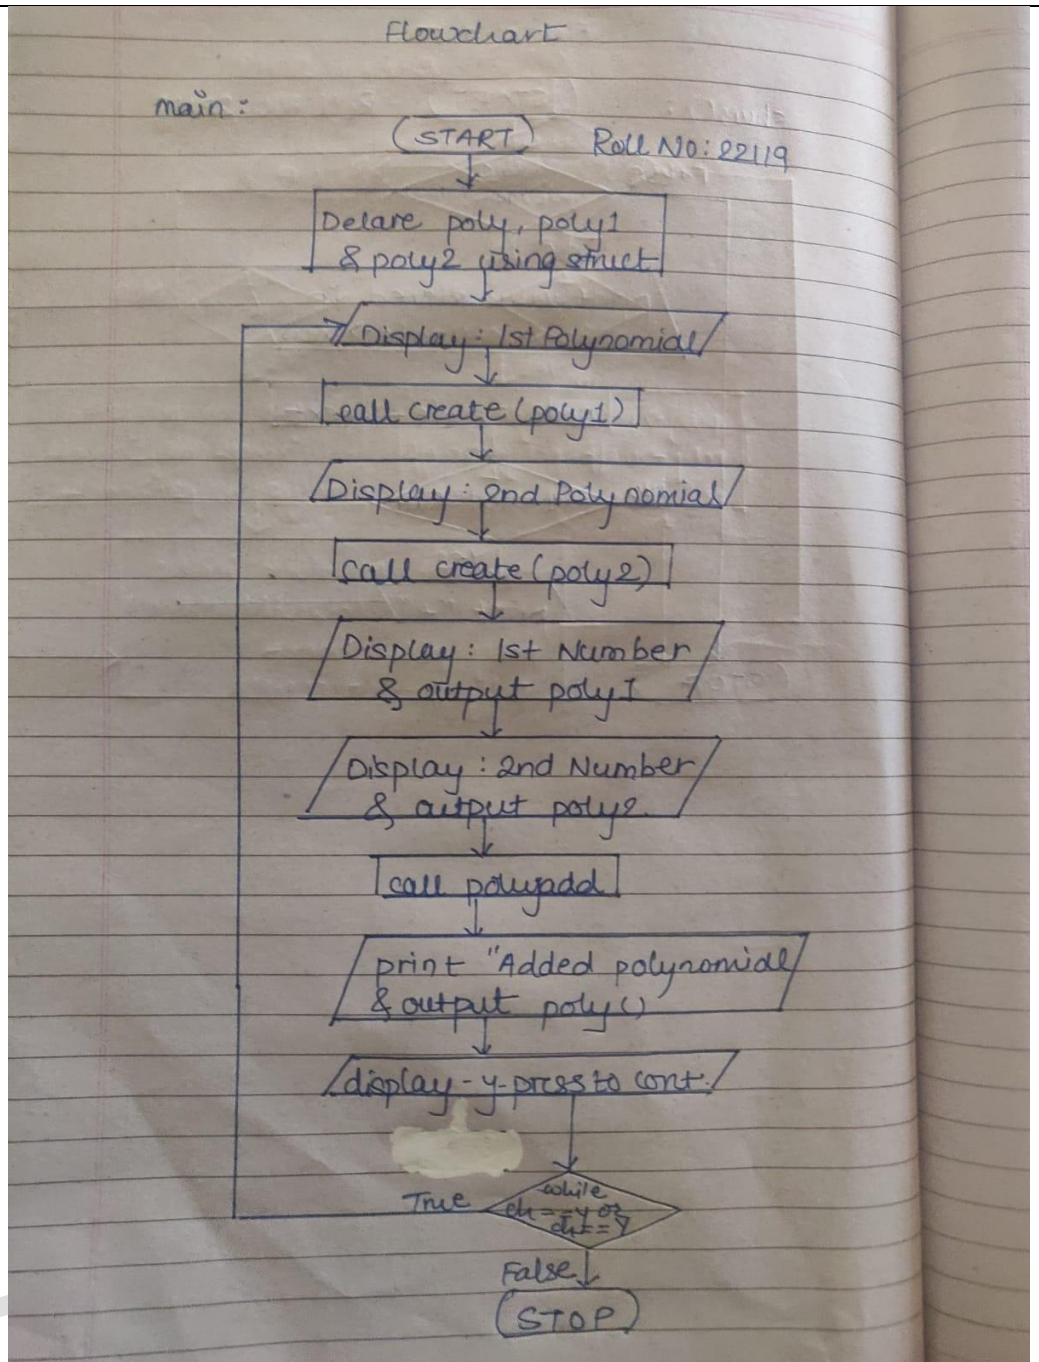 Flowchart
main:
START
Roll No: 22119
Delare poly, poly1
& poly2 using struct
Display: 1st Polynomial
call create (poly1)
Display: 2nd Polynomial
call create (poly2)
Display: 1st Number
& output poly1
Display: 2nd Number
& output poly2
call polyadd
print "Added polynomial
& output poly()
display - y-press to cont.
while
ch==y or
ch==Y
True
False
STOP